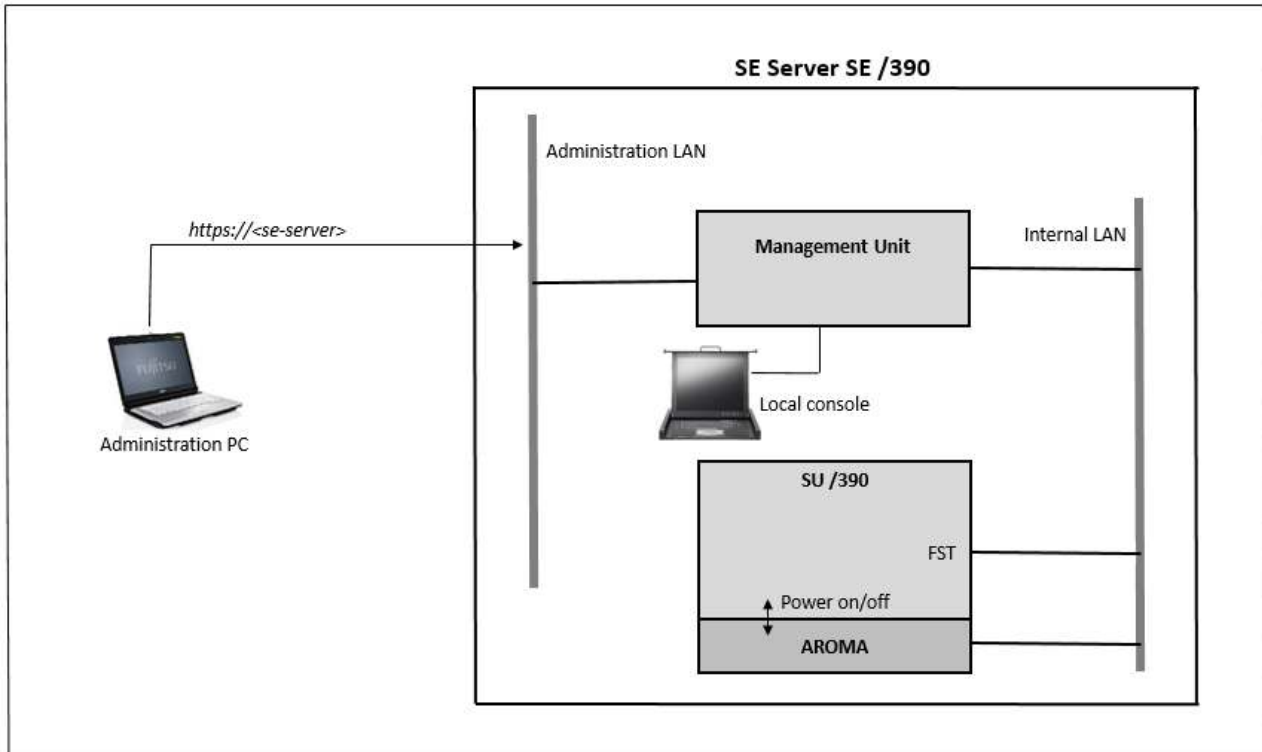 SE Server SE /390
Administration LAN
https://<se-server>
Management Unit
Internal LAN
FUJITSU
Local console
Administration PC
SU /390
FST
Power on/off
AROMA